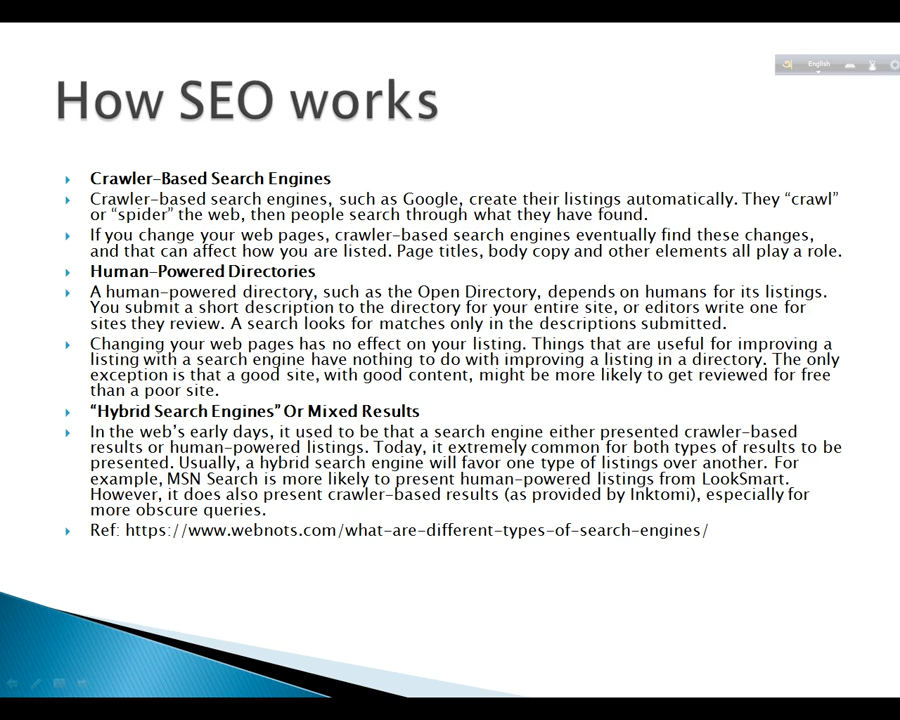 English
How SEO works
Crawler-Based Search Engines
Crawler-based search engines, such as Google, create their listings automatically. They “crawl”
or “spider” the web, then people search through what they have found.
If you change your web pages, crawler-based search engines eventually find these changes,
and that can affect how you are listed. Page titles, body copy and other elements all play a role.
Human-Powered Directories
A human-powered directory, such as the Open Directory, depends on humans for its listings.
You submit a short description to the directory for your entire site, or editors write one for
sites they review. A search looks for matches only in the descriptions submitted.
Changing your web pages has no effect on your listing. Things that are useful for improving a
listing with a search engine have nothing to do with improving a listing in a directory. The only
exception is that a good site, with good content, might be more likely to get reviewed for free
than a poor site.
“Hybrid Search Engines” Or Mixed Results
In the web’s early days, it used to be that a search engine either presented crawler-based
results or human-powered listings. Today, it extremely common for both types of results to be
presented. Usually, a hybrid search engine will favor one type of listings over another. For
example, MSN Search is more likely to present human-powered listings from LookSmart.
However, it does also present crawler-based results (as provided by Inktomi), especially for
more obscure queries.
Ref: https://www.webnots.com/what-are-different-types-of-search-engines/